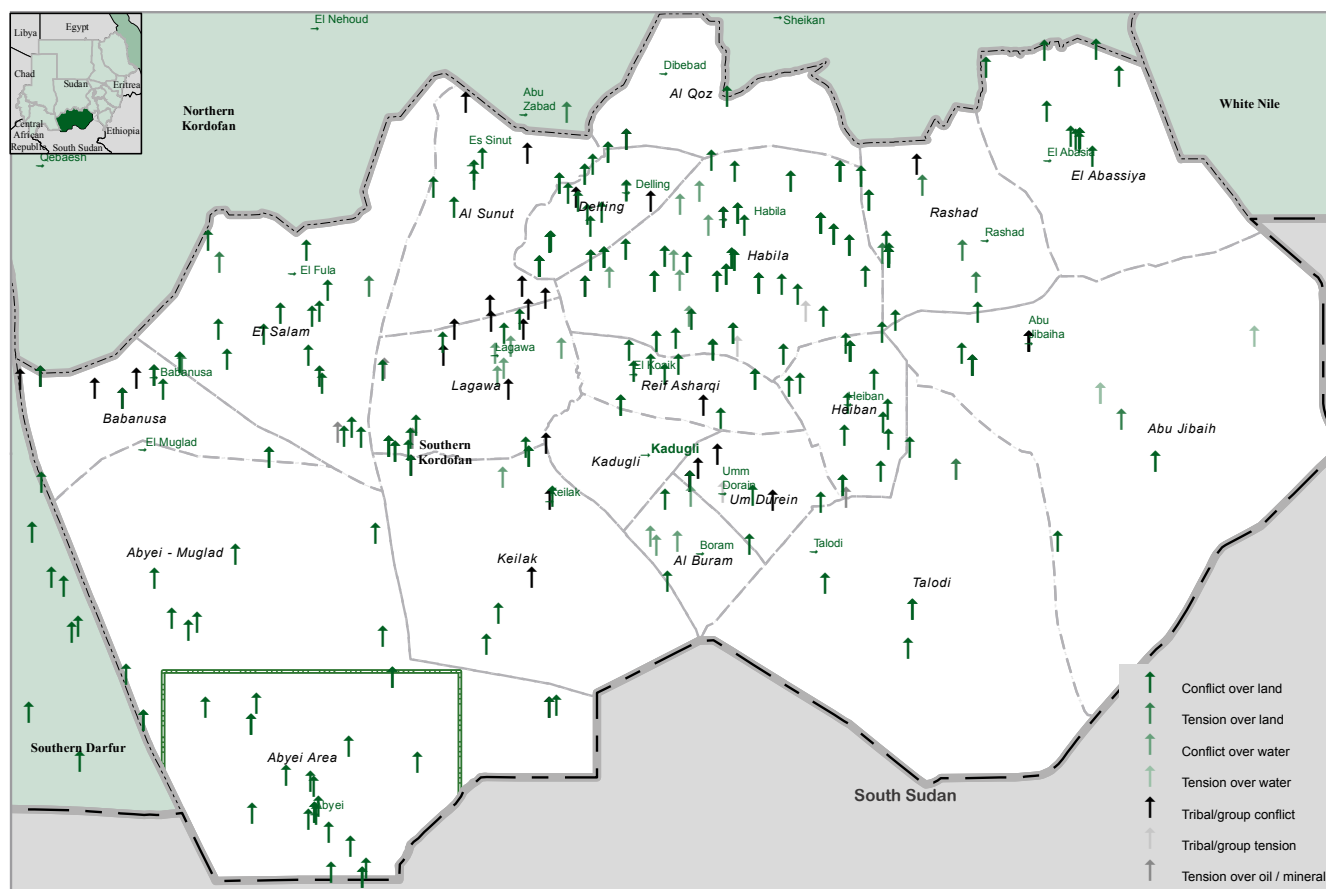 El Nehoud
Sheikan
Libya
Egypt
Chad
Sudan
Eritrea
Central
African
Republic
Ethiopia
South Sudan
Northern
Kordofan
White Nile
Dibebad
Al Qoz
Abu
Zabad
Es Sinut
El Abasia
El Abassiya
Delling
Delling
Al Sunut
Habila
Habila
Rashad
Rashad
El Fula
El Salam
Lagawa
Lagawa
Abu
Jibaiha
Babanusa
Babanusa
El Koaik
Reif Asharqi
Heiban
Heiban
Abu Jibaih
El Muglad
Southern
Kordofan
Kadugli
Kadugli
Umm
Dorain
Um Durein
Keilak
Keilak
Abyei - Muglad
Boram
Al Buram
Talodi
Talodi
Southern Darfur
Abyei Area
Abyei
South Sudan
Conflict over land
Tension over land
Conflict over water
Tension over water
Tribal/group conflict
Tribal/group tension
Tension over oil / mineral